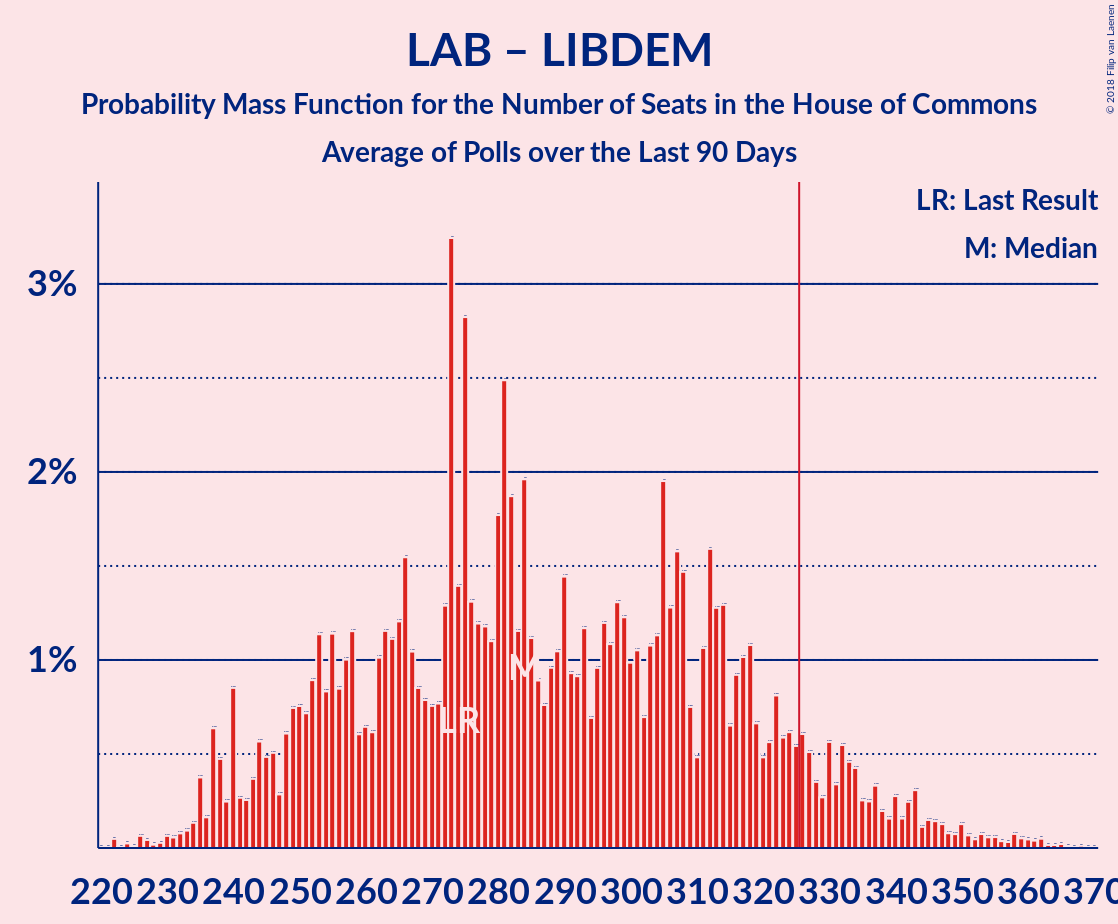 LAB – LIBDEM
Probability Mass Function for the Number of Seats in the House of Commons
Average of Polls over the Last 90 Days
© 2018 Filip van Laenen
LR: Last Result
M: Median
3%
2%
1%
M
LR
220 230 240 250 260 270 280 290 300 310 320 330 340 350 360 370